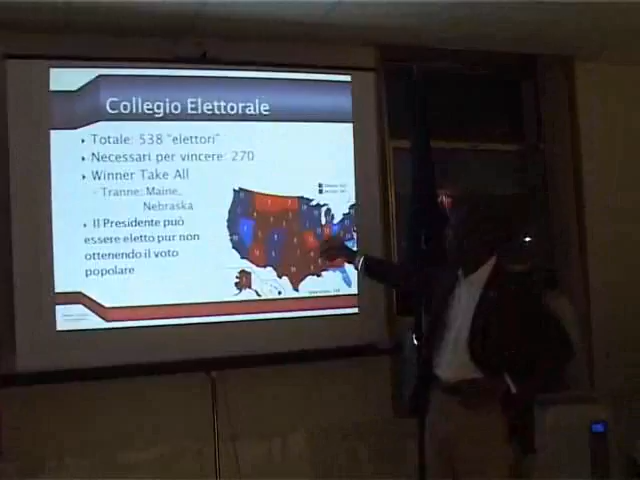 Collegio Elettorale
Totale: 538 "elettori"
Necessari per vincere: 270
Winner Take All
- Tranne: Maine,
Nebraska
Il Presidente può
essere eletto pur non
ottenendo il voto
popolare